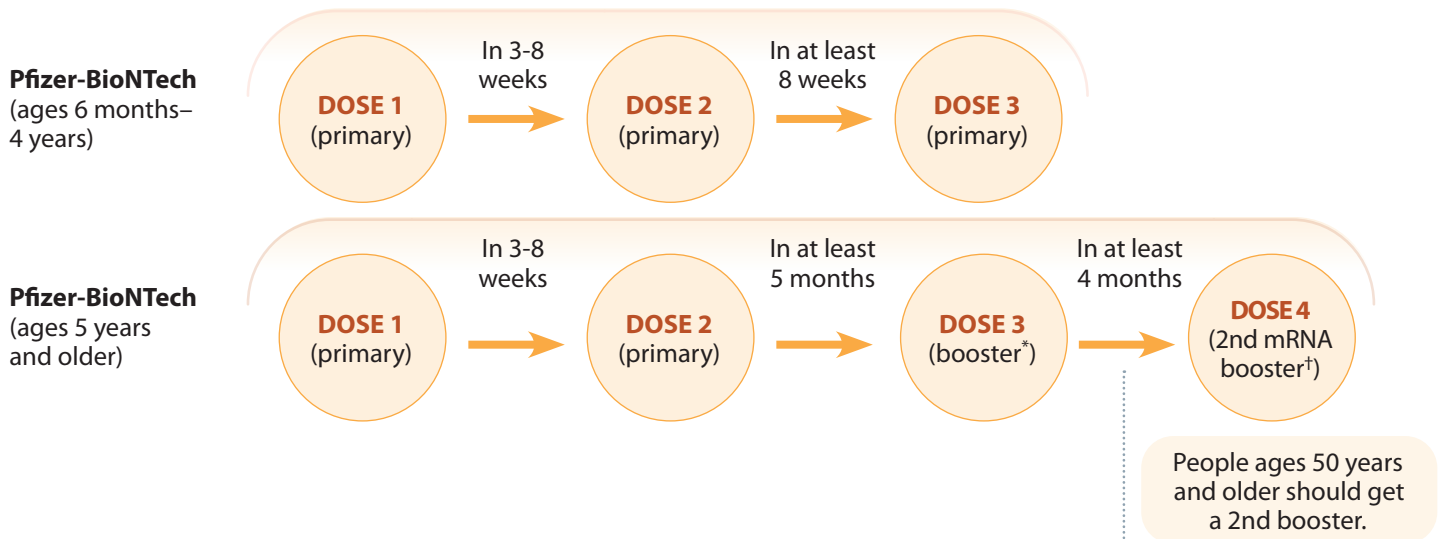 Pfizer-BioNTech
(ages 6 months–
4 years)
DOSE 1
(primary)
In 3-8
weeks
DOSE 2
(primary)
In at least
8 weeks
DOSE 3
(primary)
Pfizer-BioNTech
(ages 5 years
and older)
DOSE 1
(primary)
In 3-8
weeks
DOSE 2
(primary)
In at least
5 months
DOSE 3
(booster*)
In at least
4 months
DOSE 4
(2nd mRNA
booster†)
People ages 50 years
and older should get
a 2nd booster.